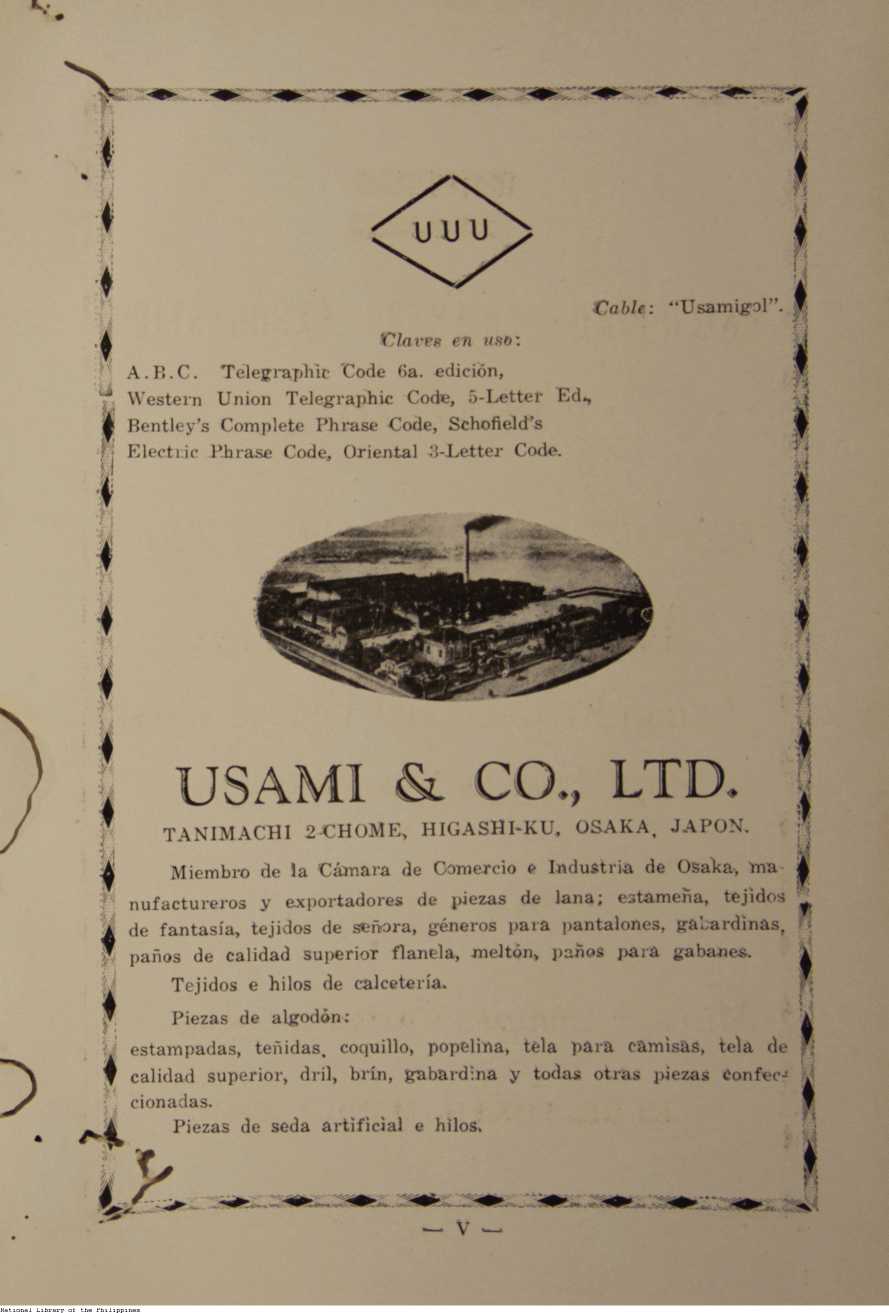 UUU
Cable: "Usamigol".
Claves en uso:
A.B.C. Telegraphic Code 6a. edición,
Western Union Telegraphic Code, 5-Letter Ed.,
Bentley's Complete Phrase Code, Schofield's
Electric Phrase Code, Oriental 3-Letter Code.
USAMI & CO., LTD.
TANIMACHI 2-CHOME, HIGASHI-KU, OSAKA, JAPON.
Miembro de la Cámara de Comercio e Industria de Osaka, ma-
nufactureros y exportadores de piezas de lana; estameña, tejidos
de fantasía, tejidos de señora, géneros para pantalones, gabardinas,
paños de calidad superior flanela, meltón, paños para gabanes.
Tejidos e hilos de calcetería.
Piezas de algodón:
estampadas, teñidas, coquillo, popelina, tela para camisas, tela de
calidad superior, dril, brín, gabardina y todas otras piezas confec-
cionadas.
Piezas de seda artificial e hilos.
— V —
National Library of the Philippines